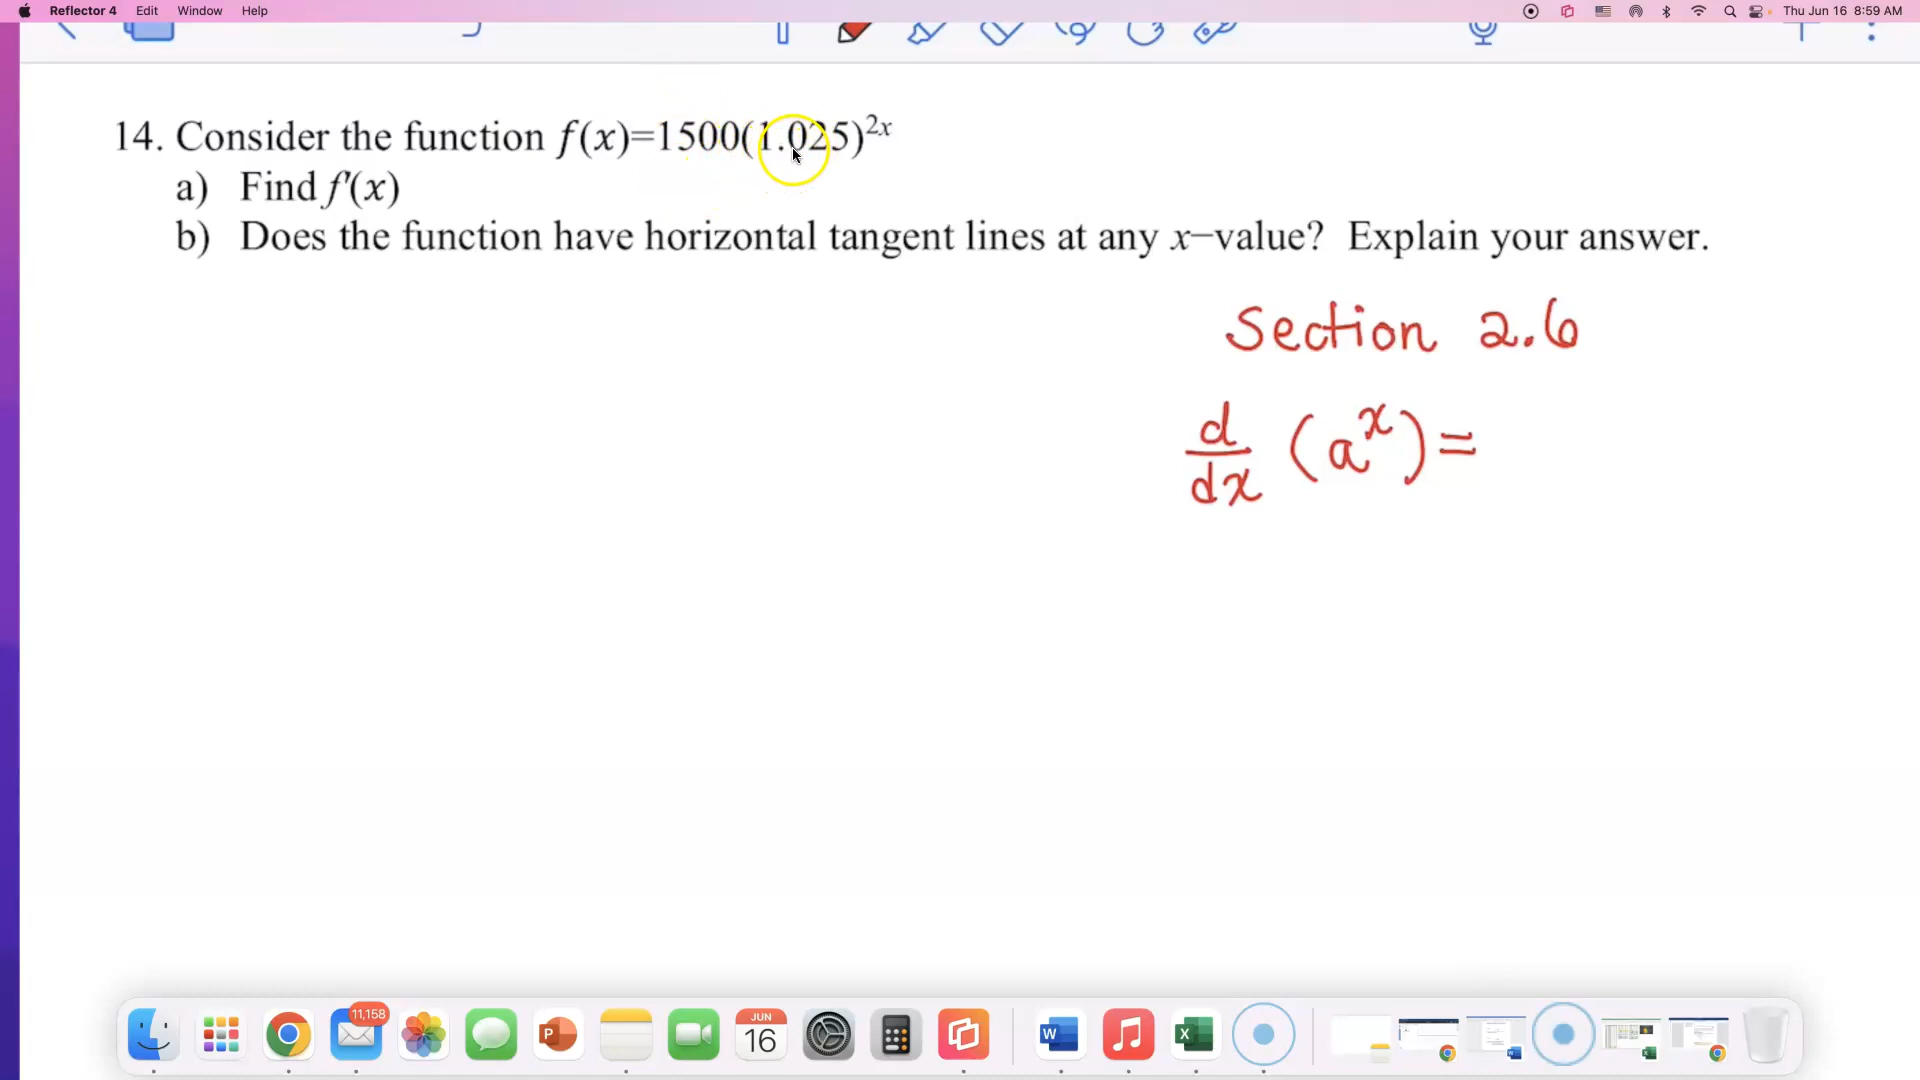 Reflector 4 Edit Window Help Thu Jun 16 8:59 AM
14. Consider the function f(x)=1500(1.025)^{2x}
a) Find f'(x)
b) Does the function have horizontal tangent lines at any x−value? Explain your answer.
Section 2.6
d/dx (a^x) =
11,158
JUN
16